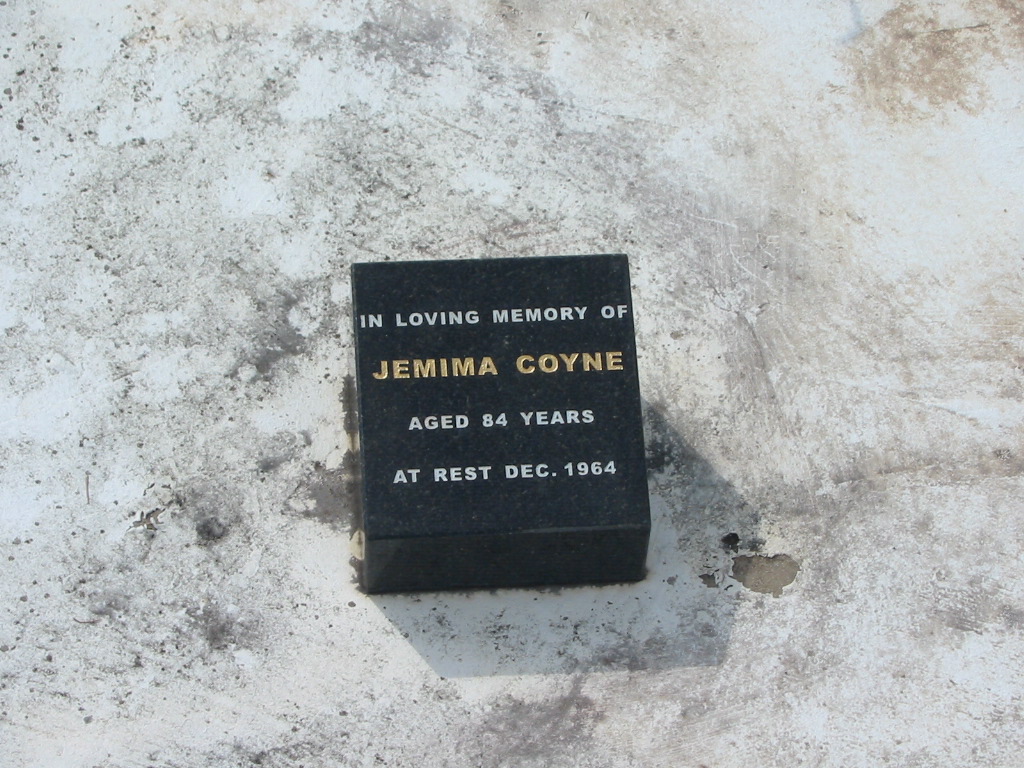 IN LOVING MEMORY OF
JEMIMA COYNE
AGED 84 YEARS
AT REST DEC. 1964